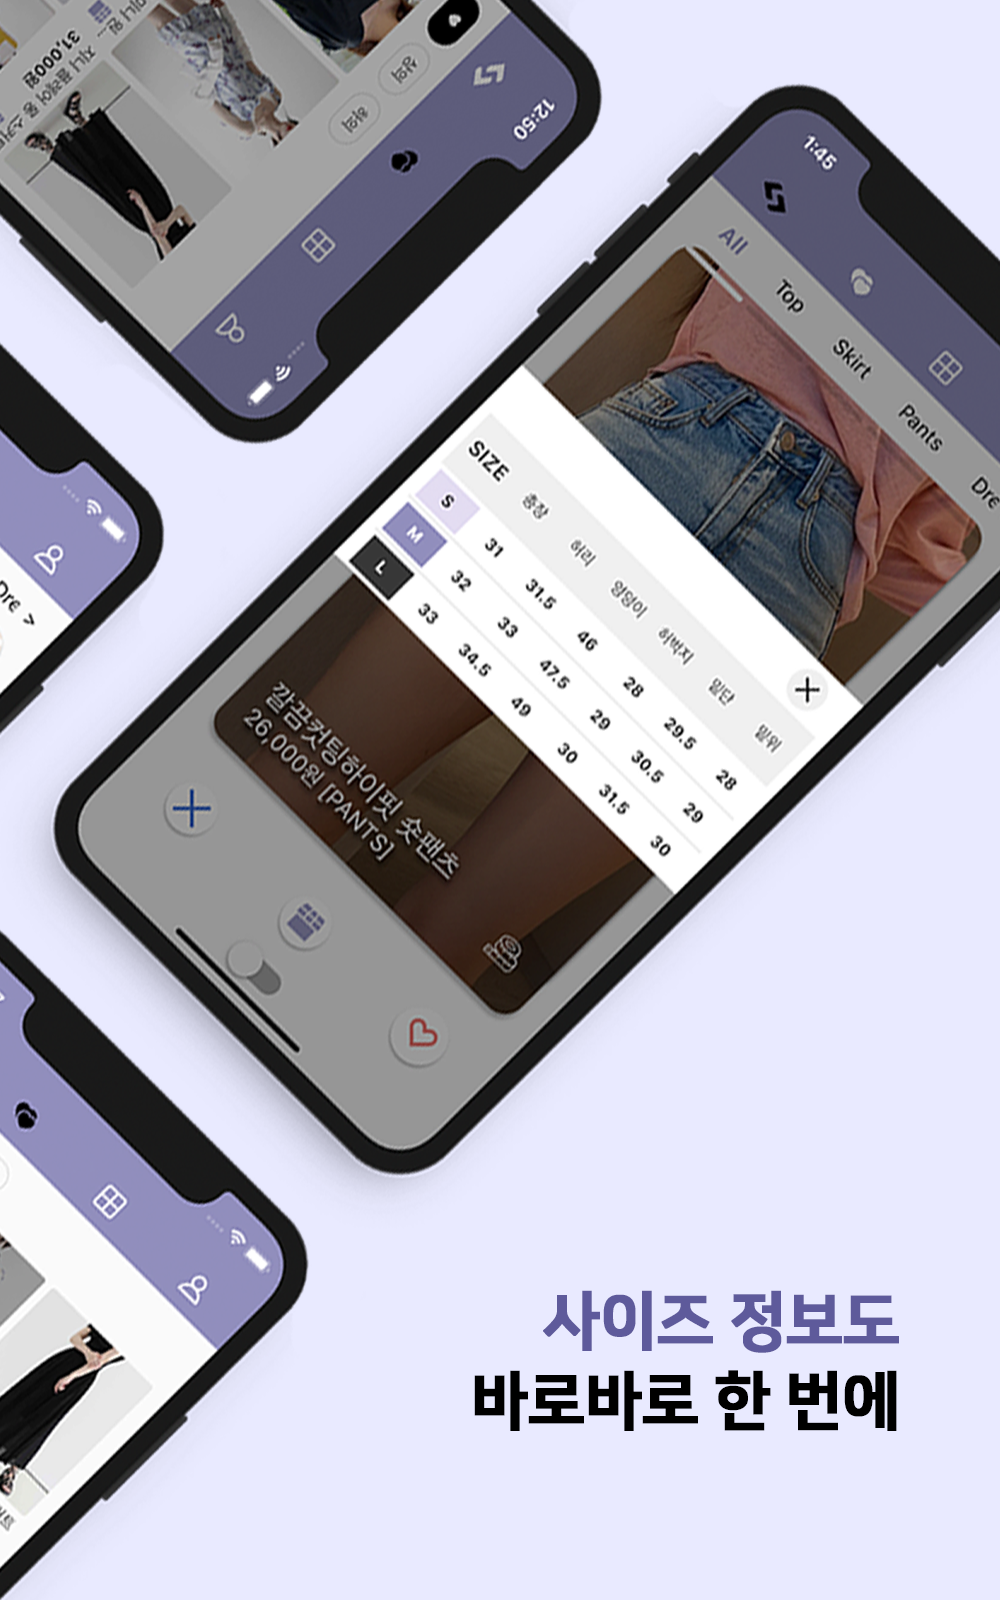 12:50
하의
상의
31,000원
1:45
All
Top
Skirt
Pants
Dre
SIZE 총장 허리 엉덩이 허벅지 밑단 밑위
S 31 31.5 46 28 29.5 28
M 32 33 47.5 29 30.5 29
L 33 34.5 49 30 31.5 30
깔끔컷팅하이핏 숏팬츠
26,000원 [PANTS]
Dre >
사이즈 정보도
바로바로 한 번에